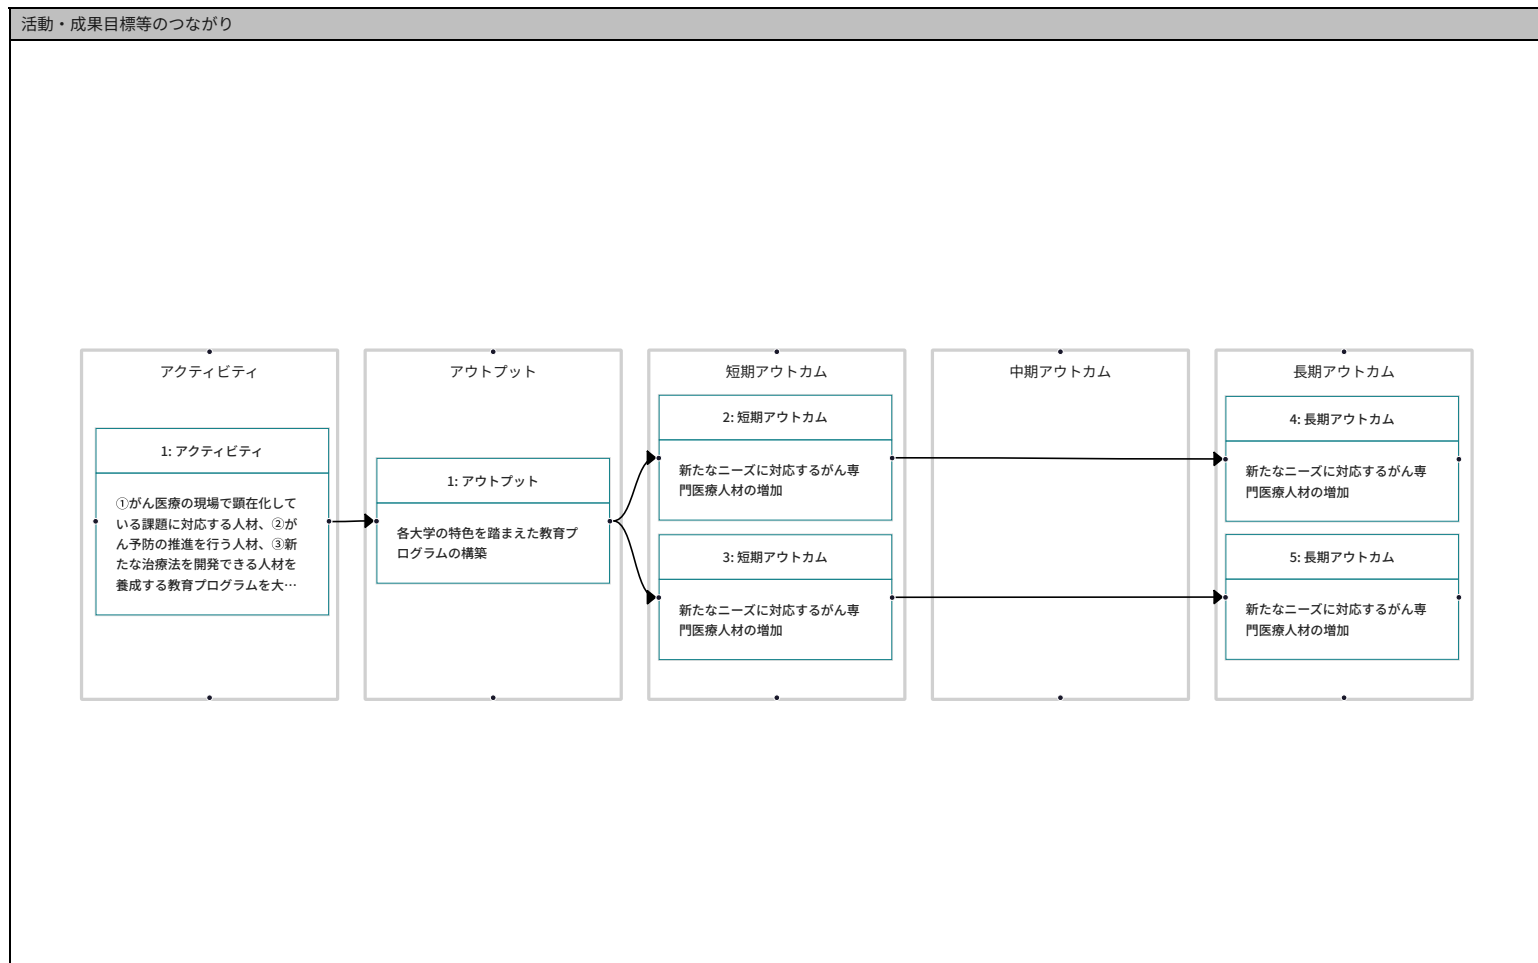 活動・成果目標等のつながり
アクティビティ
1: アクティビティ
①がん医療の現場で顕在化して
いる課題に対応する人材、②が
ん予防の推進を行う人材、③新
たな治療法を開発できる人材を
養成する教育プログラムを大…
アウトプット
1: アウトプット
各大学の特色を踏まえた教育プ
ログラムの構築
短期アウトカム
2: 短期アウトカム
新たなニーズに対応するがん専
門医療人材の増加
3: 短期アウトカム
新たなニーズに対応するがん専
門医療人材の増加
中期アウトカム
長期アウトカム
4: 長期アウトカム
新たなニーズに対応するがん専
門医療人材の増加
5: 長期アウトカム
新たなニーズに対応するがん専
門医療人材の増加